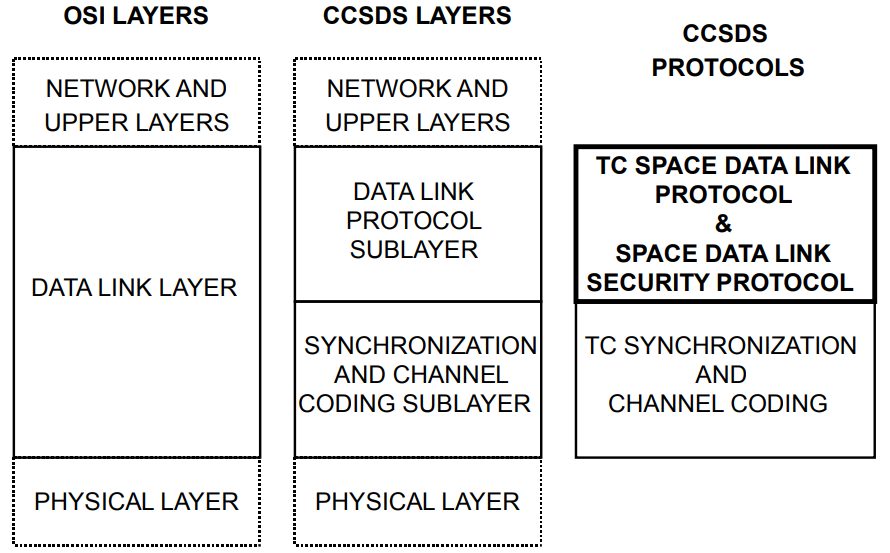 OSI LAYERS
NETWORK AND
UPPER LAYERS
DATA LINK LAYER
PHYSICAL LAYER
CCSDS LAYERS
NETWORK AND
UPPER LAYERS
DATA LINK
PROTOCOL
SUBLAYER
SYNCHRONIZATION
AND CHANNEL
CODING SUBLAYER
PHYSICAL LAYER
CCSDS
PROTOCOLS
TC SPACE DATA LINK
PROTOCOL
&
SPACE DATA LINK
SECURITY PROTOCOL
TC SYNCHRONIZATION
AND
CHANNEL CODING